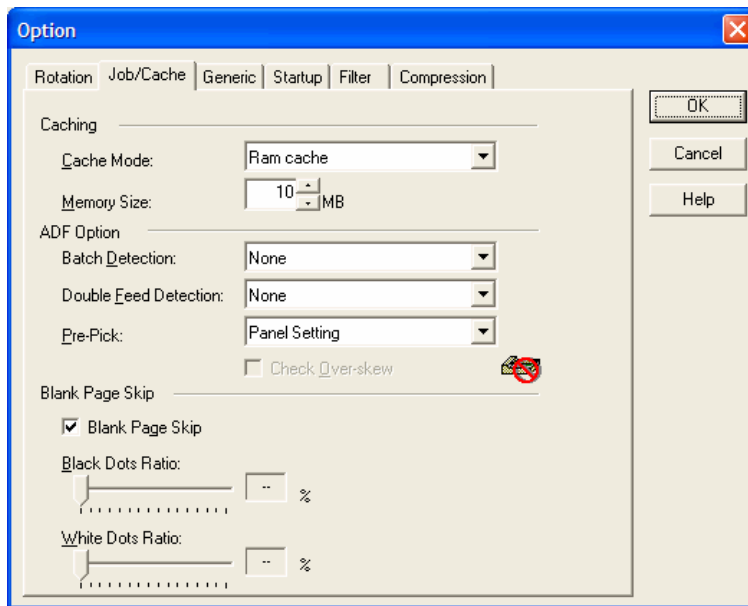 Option
Rotation Job/Cache Generic Startup Filter Compression
OK
Cancel
Help
Caching
Cache Mode: Ram cache
Memory Size: 10 MB
ADF Option
Batch Detection: None
Double Feed Detection: None
Pre-Pick: Panel Setting
Check Over-skew
Blank Page Skip
Blank Page Skip
Black Dots Ratio:
-- %
White Dots Ratio:
-- %